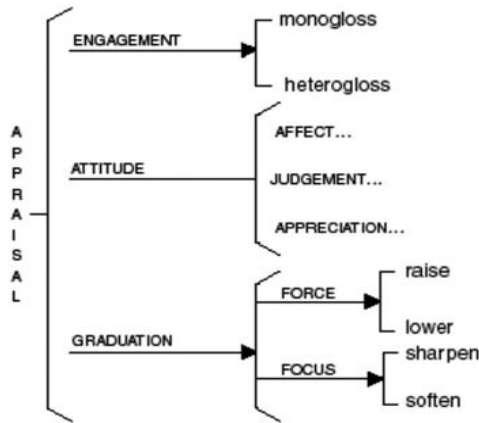 APPRAISAL
ENGAGEMENT
monogloss
heterogloss
ATTITUDE
AFFECT...
JUDGEMENT...
APPRECIATION...
GRADUATION
FORCE
raise
lower
FOCUS
sharpen
soften